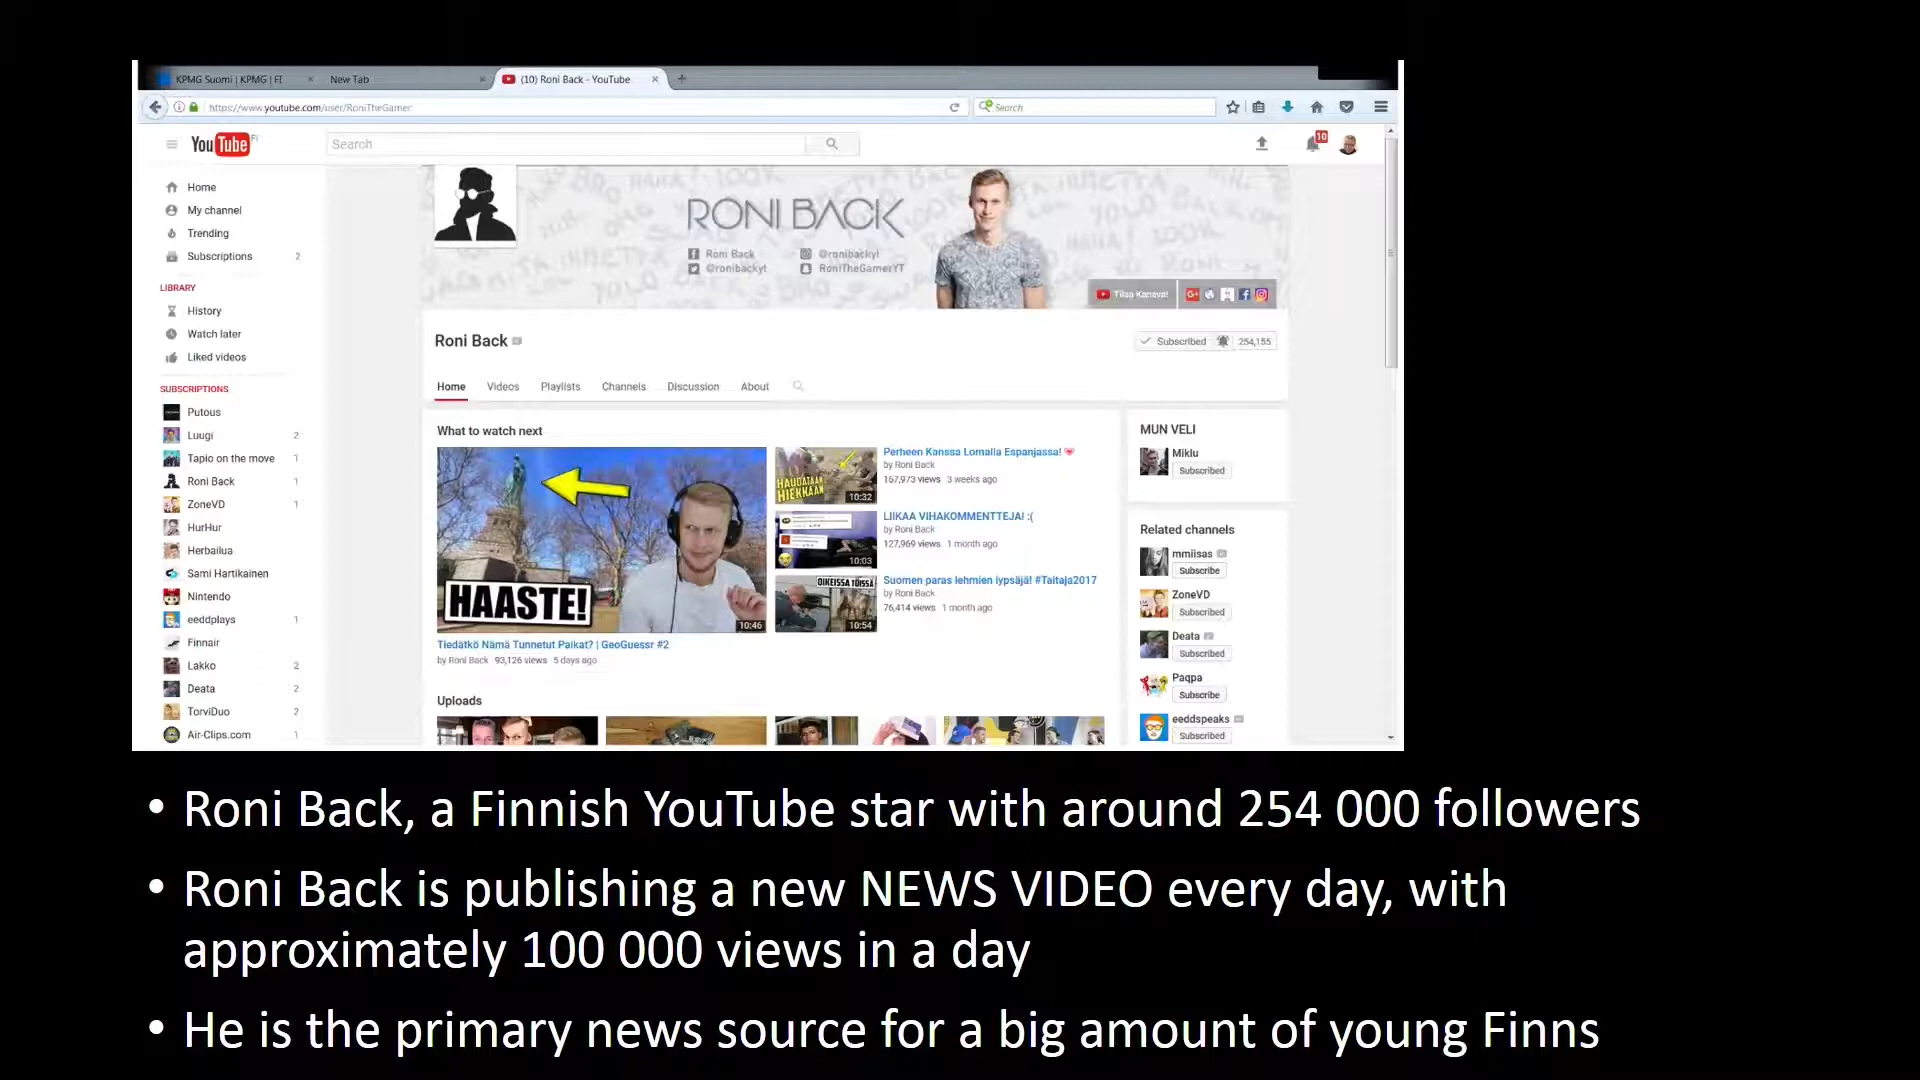 KPMG Suomi | KPMG | FI
New Tab
(10) Roni Back - YouTube
https://www.youtube.com/user/RoniTheGamer
Search
YouTube FI
Search
10
Home
My channel
Trending
Subscriptions 2
LIBRARY
History
Watch later
Liked videos
SUBSCRIPTIONS
Putous
Luugi 2
Tapio on the move 1
Roni Back 1
ZoneVD 1
HurHur
Herbailua
Sami Hartikainen
Nintendo
eeddplays 1
Finnair
Lakko 2
Deata 2
TorviDuo 2
Air-Clips.com 1
RONI BACK
Roni Back @ronibackyt
@ronibackyt RoniTheGamerYT
Tilaa Kanava!
Roni Back
Subscribed 254,155
Home Videos Playlists Channels Discussion About
What to watch next
HAASTE!
10:46
Tiedätkö Nämä Tunnetut Paikat? | GeoGuessr #2
by Roni Back 93,126 views 5 days ago
HAUDATAAN
HIEKKAAN
10:32
Perheen Kanssa Lomalla Espanjassa!
by Roni Back
167,973 views 3 weeks ago
10:03
LIIKAA VIHAKOMMENTTEJA! :(
by Roni Back
127,969 views 1 month ago
OIKEISSA TÖISSÄ
10:54
Suomen paras lehmien lypsäjä! #Taitaja2017
by Roni Back
76,414 views 1 month ago
Uploads
MUN VELI
Miklu
Subscribed
Related channels
mmiisas
Subscribe
ZoneVD
Subscribed
Deata
Subscribed
Paqpa
Subscribe
eeddspeaks
Subscribed
• Roni Back, a Finnish YouTube star with around 254 000 followers
• Roni Back is publishing a new NEWS VIDEO every day, with
approximately 100 000 views in a day
• He is the primary news source for a big amount of young Finns